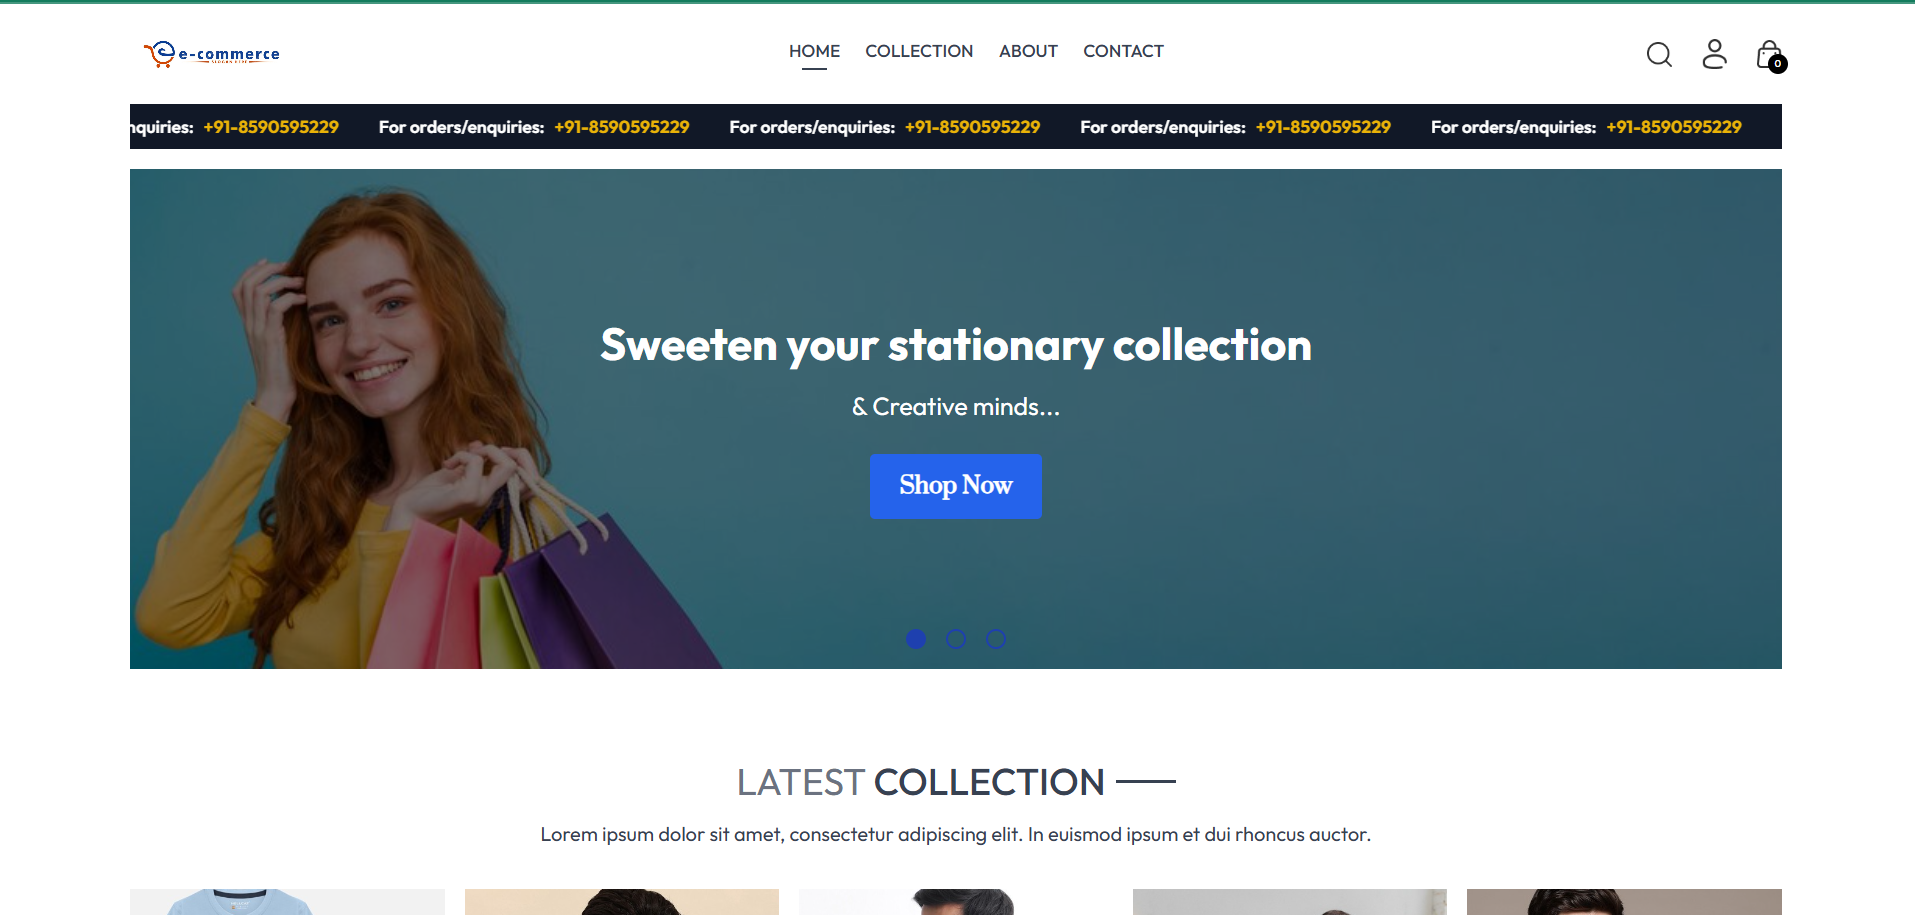 e-commerce
HOME COLLECTION ABOUT CONTACT
0
nquiries: +91-8590595229 For orders/enquiries: +91-8590595229 For orders/enquiries: +91-8590595229 For orders/enquiries: +91-8590595229 For orders/enquiries: +91-8590595229
Sweeten your stationary collection
& Creative minds...
Shop Now
LATEST COLLECTION
Lorem ipsum dolor sit amet, consectetur adipiscing elit. In euismod ipsum et dui rhoncus auctor.